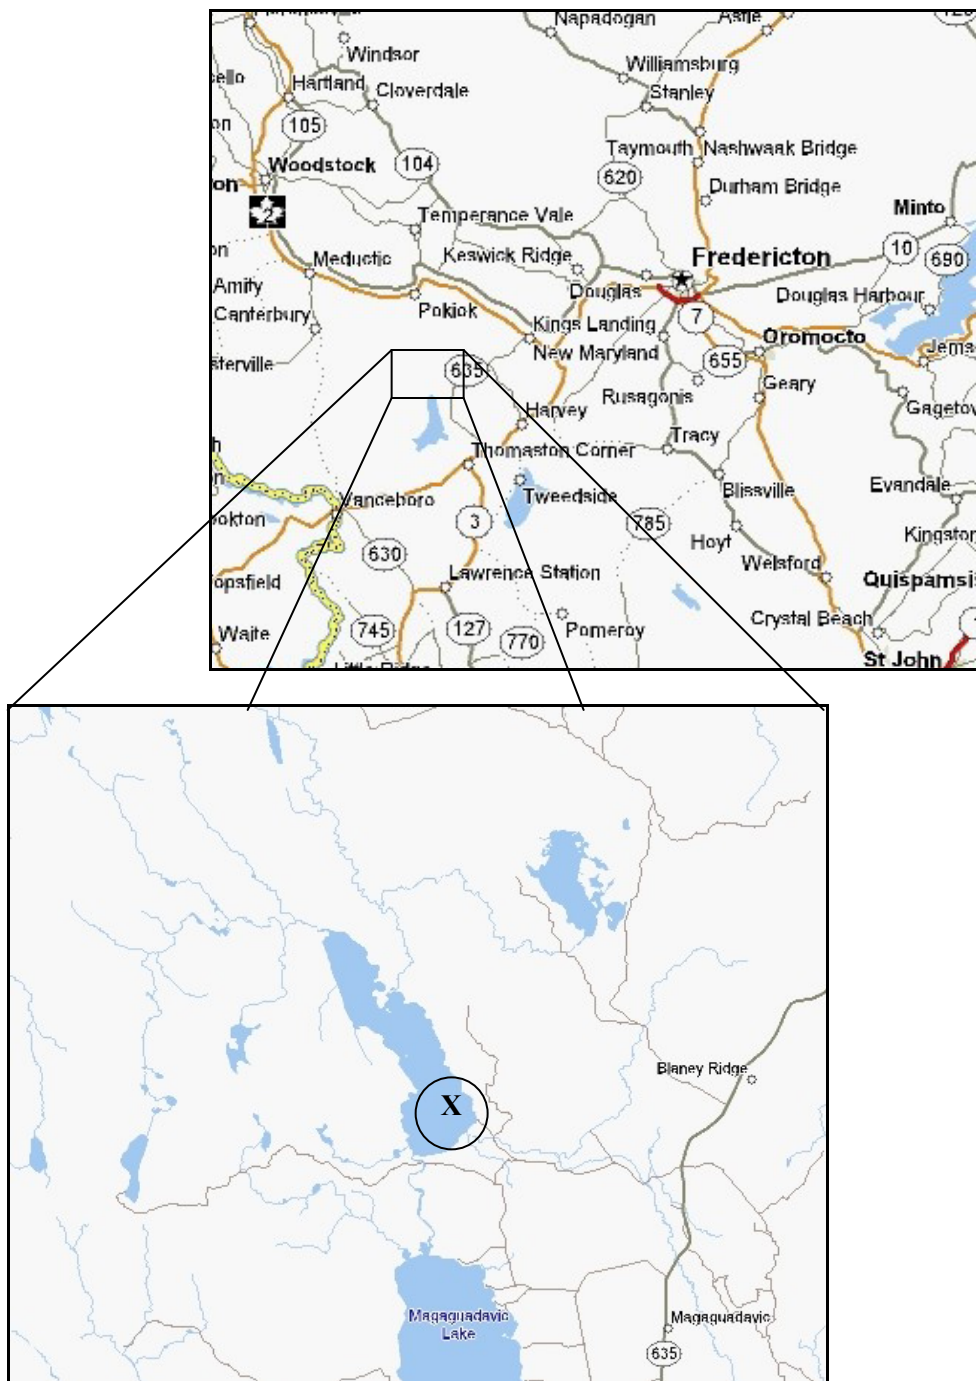 Napadogan
Astle
Windsor
Williamsburg
Hartland
Cloverdale
Stanley
105
Taymouth
Nashwaak Bridge
Woodstock
104
620
Durham Bridge
2
Temperance Vale
Minto
Meductic
Keswick Ridge
Fredericton
10
690
Amity
Douglas
Douglas Harbour
Canterbury
Pokiok
Kings Landing
7
Oromocto
New Maryland
655
635
Rusagonis
Geary
Harvey
Tracy
Thomaston Corner
Blissville
Evandale
Vanceboro
Tweedside
785
3
Hoyt
Kingston
630
Welsford
Lawrence Station
Crystal Beach
745
127
770
Pomeroy
Waite
St John
X
Blaney Ridge
Magaguadavic
Lake
Magaguadavic
635